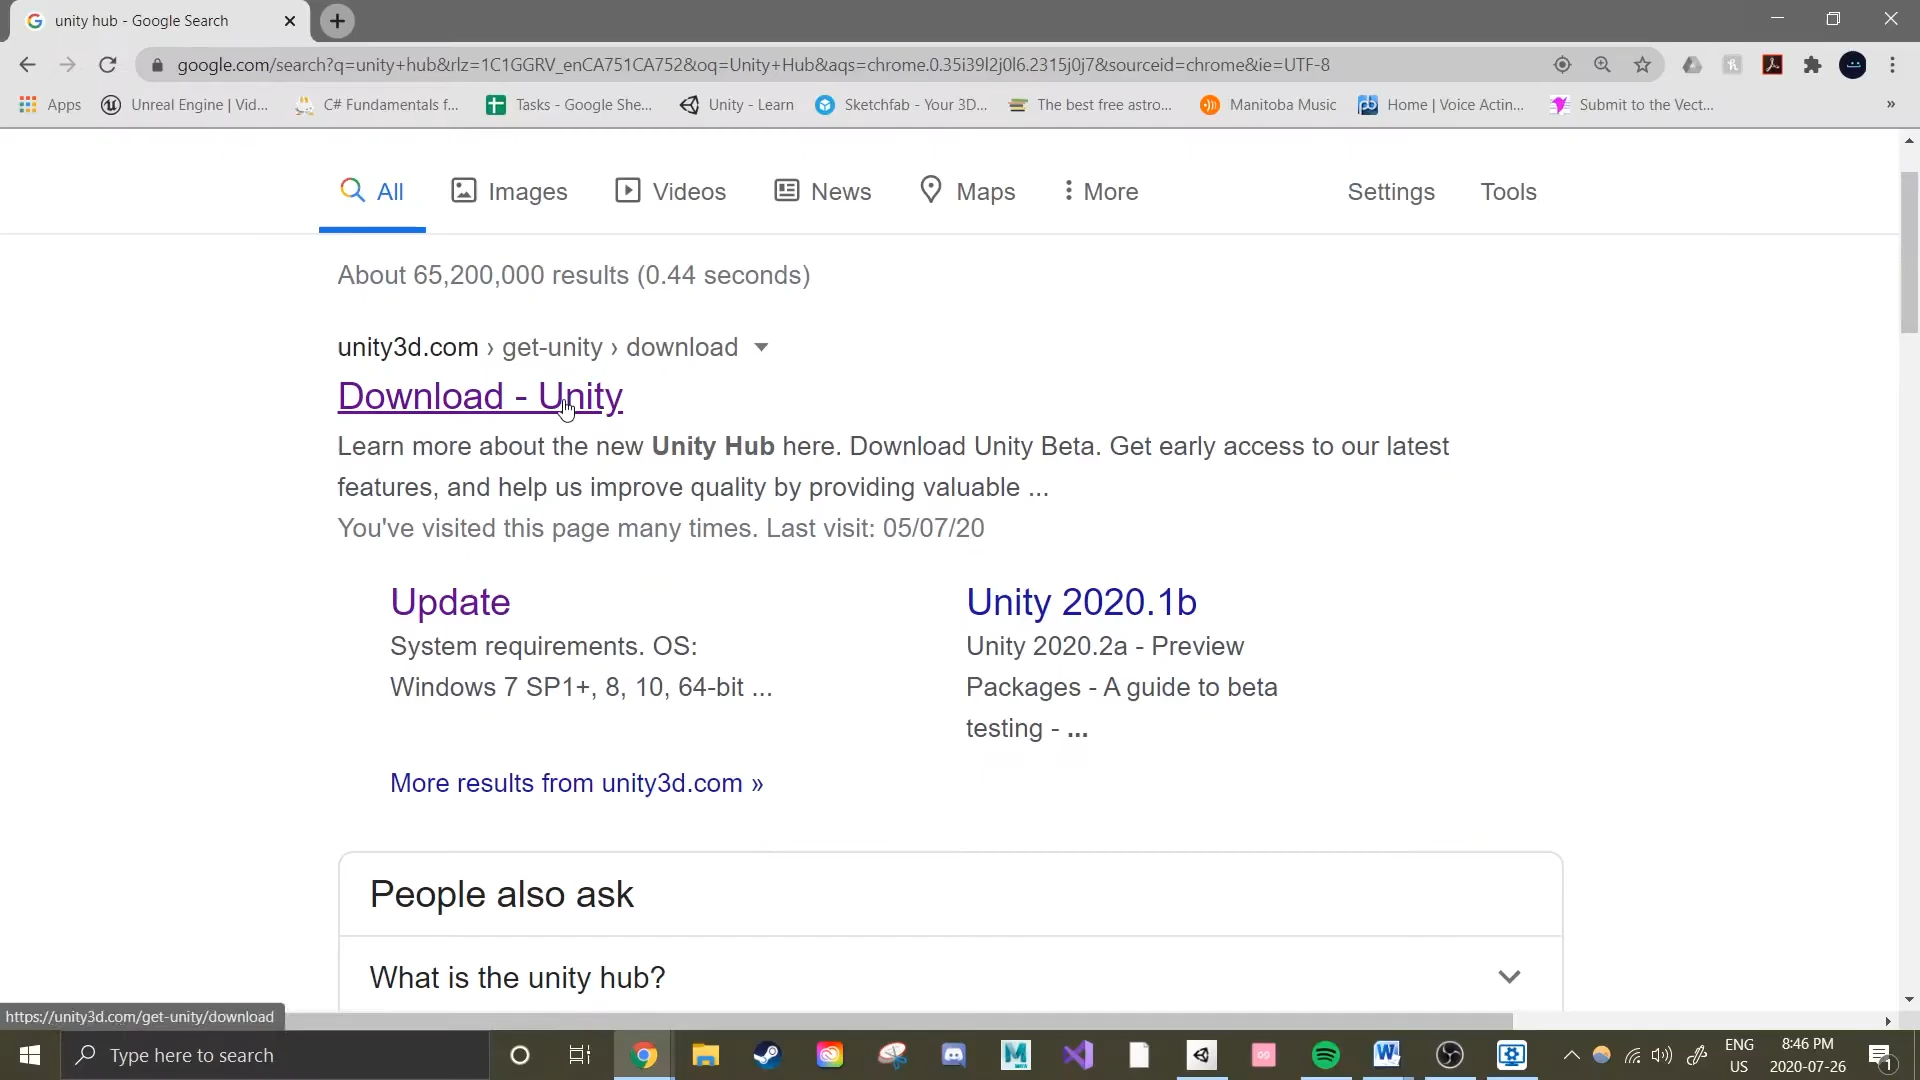 unity hub - Google Search
google.com/search?q=unity+hub&rlz=1C1GGRV_enCA751CA752&oq=Unity+Hub&aqs=chrome.0.35i39l2j0l6.2315j0j7&sourceid=chrome&ie=UTF-8
Apps Unreal Engine | Vid... C# Fundamentals f... Tasks - Google She... Unity - Learn Sketchfab - Your 3D... The best free astro... Manitoba Music Home | Voice Actin... Submit to the Vect... »
All Images Videos News Maps More Settings Tools
About 65,200,000 results (0.44 seconds)
unity3d.com › get-unity › download
Download - Unity
Learn more about the new Unity Hub here. Download Unity Beta. Get early access to our latest
features, and help us improve quality by providing valuable ...
You've visited this page many times. Last visit: 05/07/20
Update
System requirements. OS:
Windows 7 SP1+, 8, 10, 64-bit ...
Unity 2020.1b
Unity 2020.2a - Preview
Packages - A guide to beta
testing - ...
More results from unity3d.com »
People also ask
What is the unity hub?
https://unity3d.com/get-unity/download
Type here to search
ENG
US
8:46 PM
2020-07-26
1